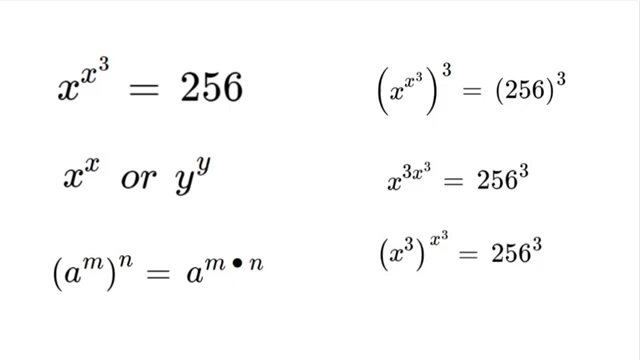 x^{x^3} = 256
x^x or y^y
(a^m)^n = a^{m • n}
(x^{x^3})^3 = (256)^3
x^{3x^3} = 256^3
(x^3)^{x^3} = 256^3